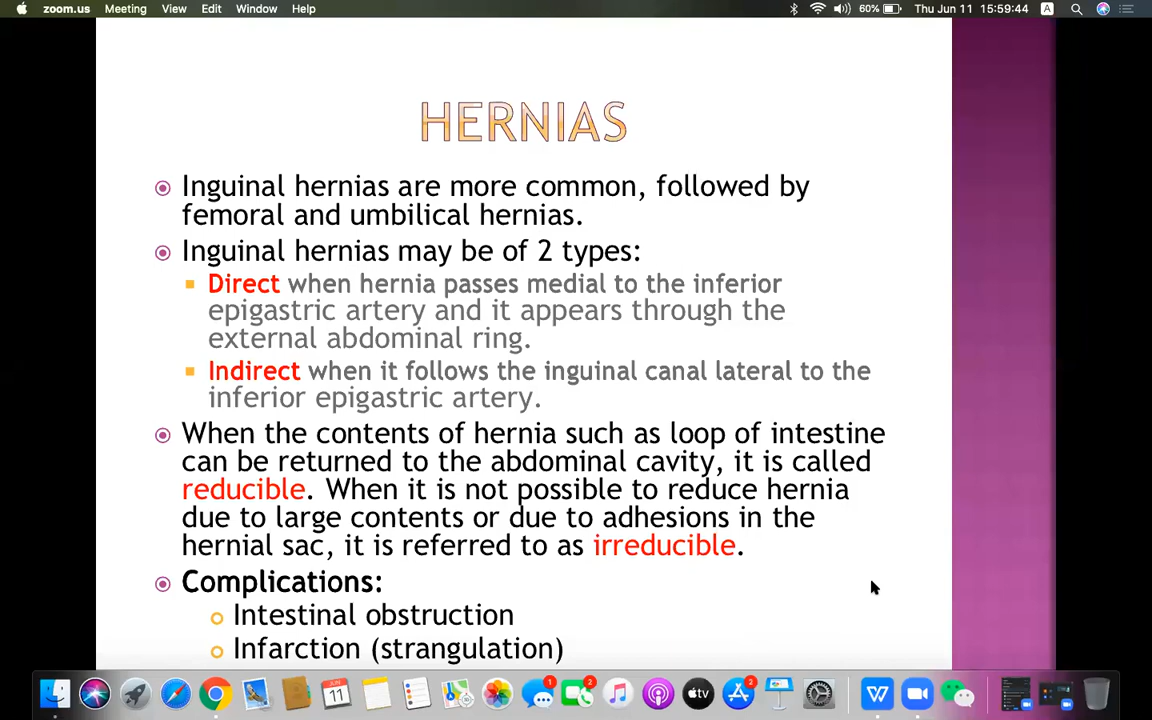 zoom.us Meeting View Edit Window Help 60% Thu Jun 11 15:59:44 A
HERNIAS
Inguinal hernias are more common, followed by
femoral and umbilical hernias.
Inguinal hernias may be of 2 types:
Direct when hernia passes medial to the inferior
epigastric artery and it appears through the
external abdominal ring.
Indirect when it follows the inguinal canal lateral to the
inferior epigastric artery.
When the contents of hernia such as loop of intestine
can be returned to the abdominal cavity, it is called
reducible. When it is not possible to reduce hernia
due to large contents or due to adhesions in the
hernial sac, it is referred to as irreducible.
Complications:
Intestinal obstruction
Infarction (strangulation)
JUN 11 1 2 tv 2 W